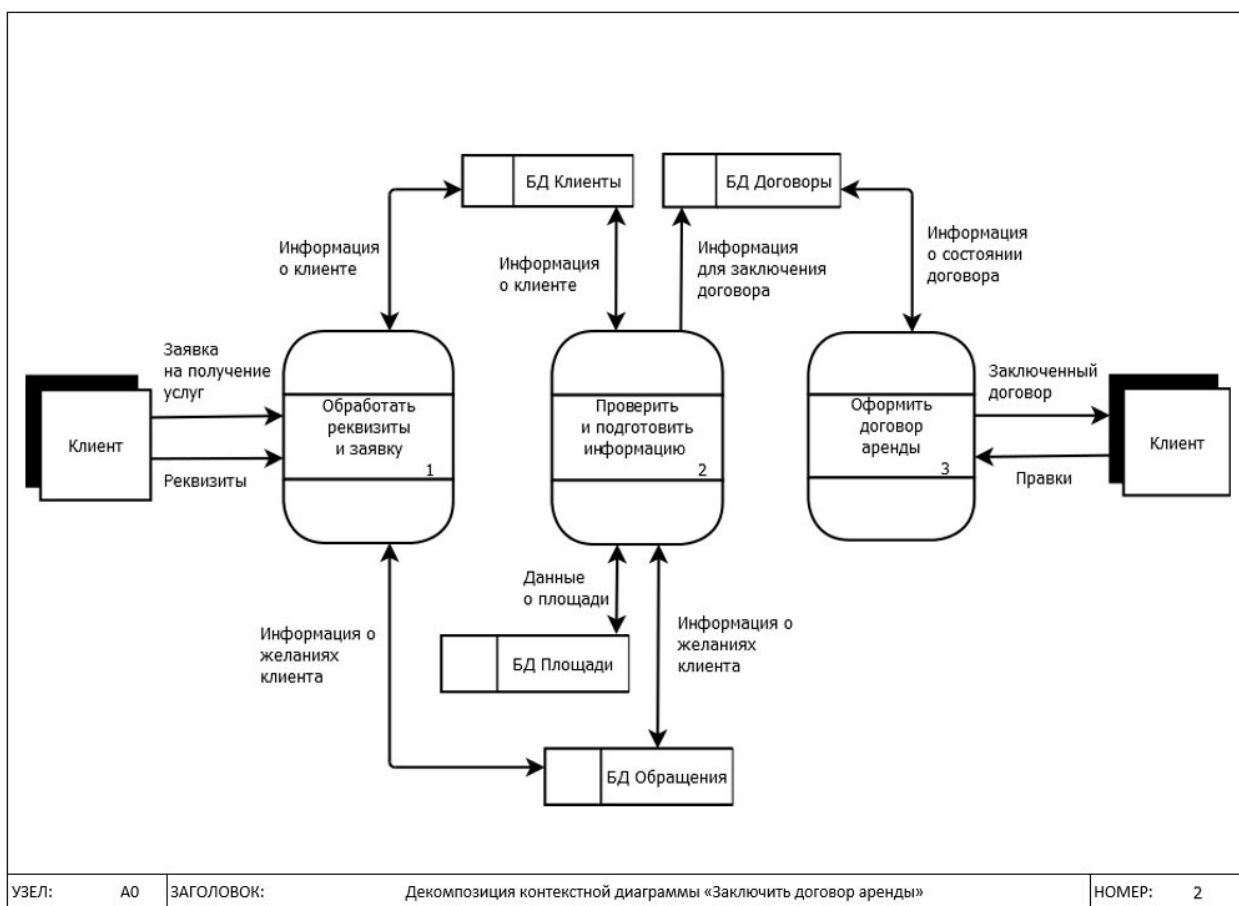 БД Клиенты
БД Договоры
Информация
о клиенте
Информация
о клиенте
Информация
для заключения
договора
Информация
о состоянии
договора
Заявка
на получение
услуг
Клиент
Реквизиты
Обработать
реквизиты
и заявку
1
Проверить
и подготовить
информацию
2
Оформить
договор
аренды
3
Заключенный
договор
Клиент
Правки
Данные
о площади
Информация о
желаниях
клиента
БД Площади
Информация о
желаниях
клиента
БД Обращения
УЗЕЛ: А0 ЗАГОЛОВОК: Декомпозиция контекстной диаграммы «Заключить договор аренды» НОМЕР: 2